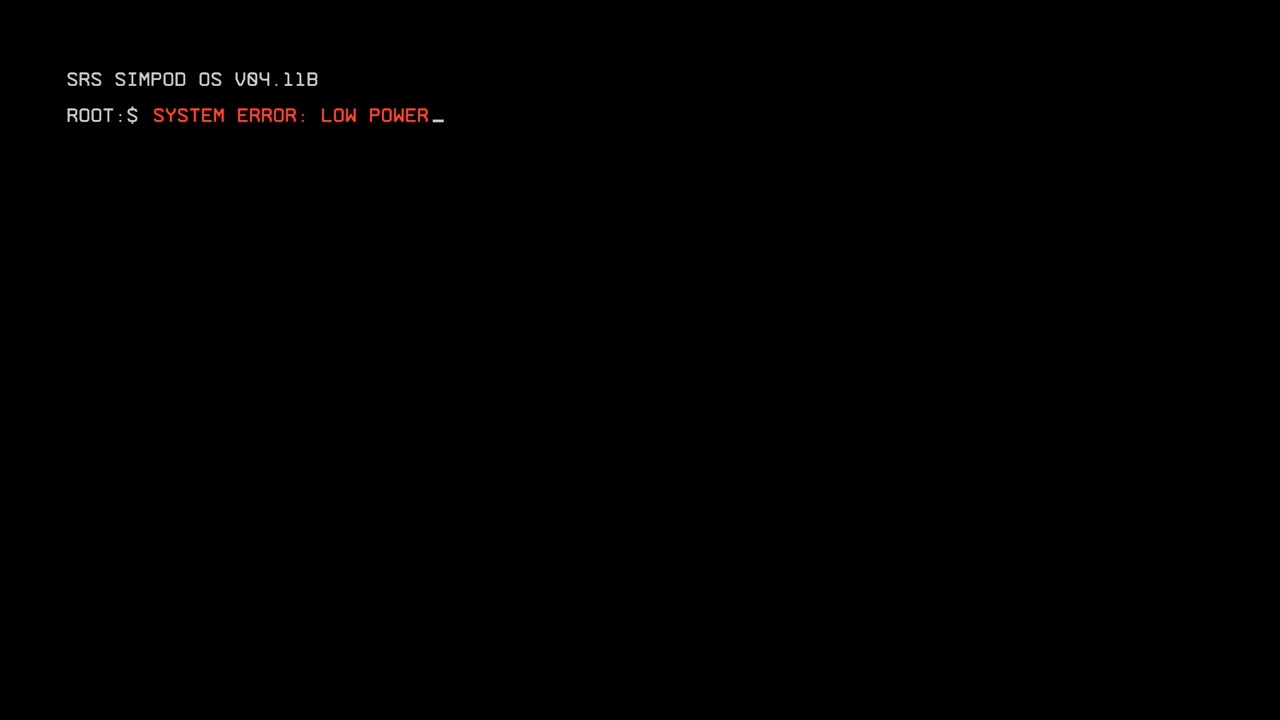 SRS SIMPOD OS V04.11B
ROOT:$ SYSTEM ERROR: LOW POWER_